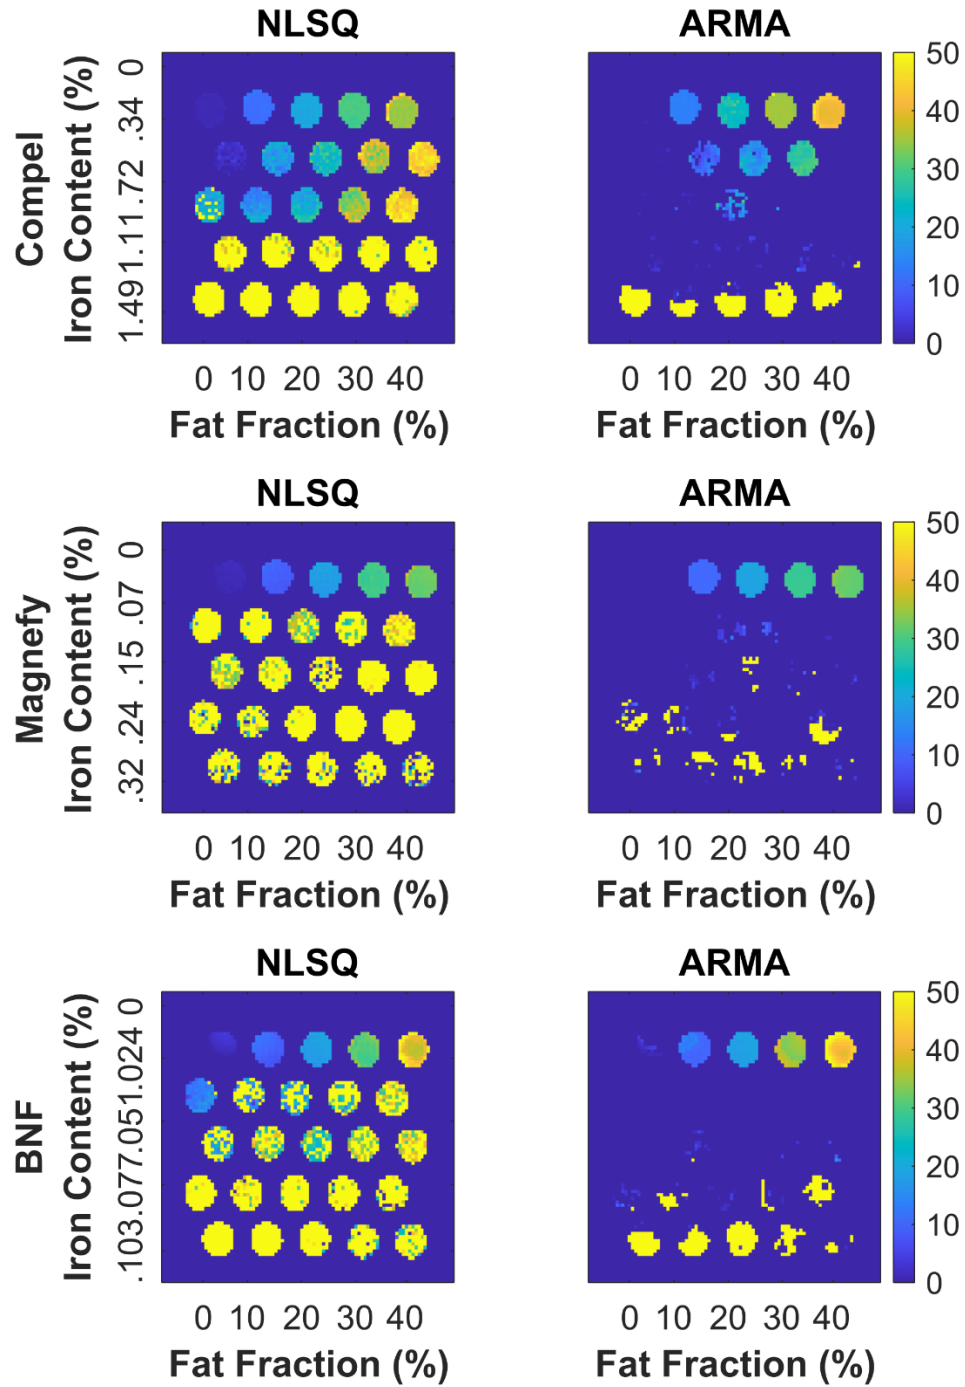 NLSQ ARMA
Compel
Iron Content (%)
0
.34
.72
1.11
1.49
50
40
30
20
10
0
0 10 20 30 40 0 10 20 30 40
Fat Fraction (%) Fat Fraction (%)
NLSQ ARMA
Magnefy
Iron Content (%)
0
.07
.15
.24
.32
50
40
30
20
10
0
0 10 20 30 40 0 10 20 30 40
Fat Fraction (%) Fat Fraction (%)
NLSQ ARMA
BNF
Iron Content (%)
0
.024
.051
.077
.103
50
40
30
20
10
0
0 10 20 30 40 0 10 20 30 40
Fat Fraction (%) Fat Fraction (%)